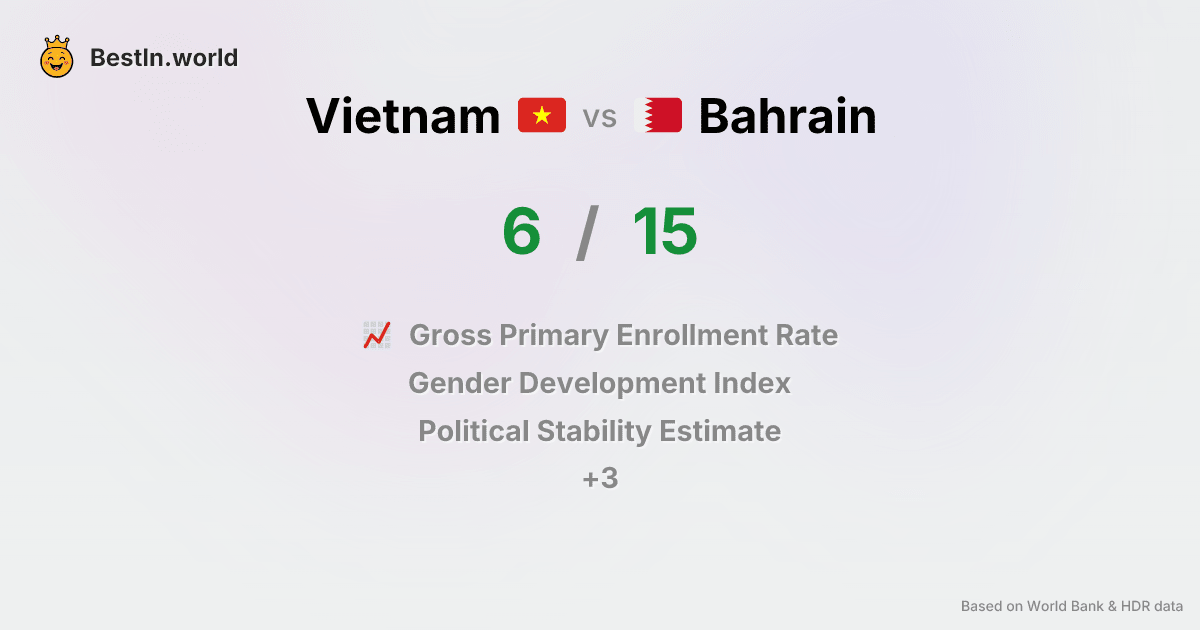 BestIn.world
Vietnam vs Bahrain
6 / 15
Gross Primary Enrollment Rate
Gender Development Index
Political Stability Estimate
+3
Based on World Bank & HDR data